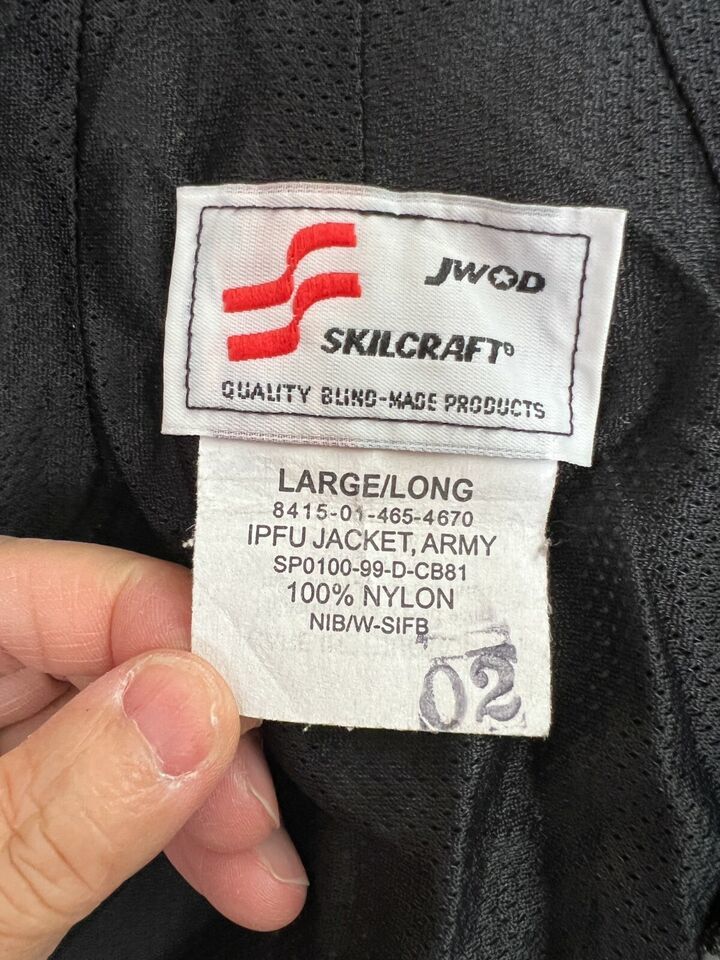 JWOD
SKILCRAFT®
QUALITY BLIND-MADE PRODUCTS
LARGE/LONG
8415-01-465-4670
IPFU JACKET, ARMY
SP0100-99-D-CB81
100% NYLON
NIB/W-SIFB
02